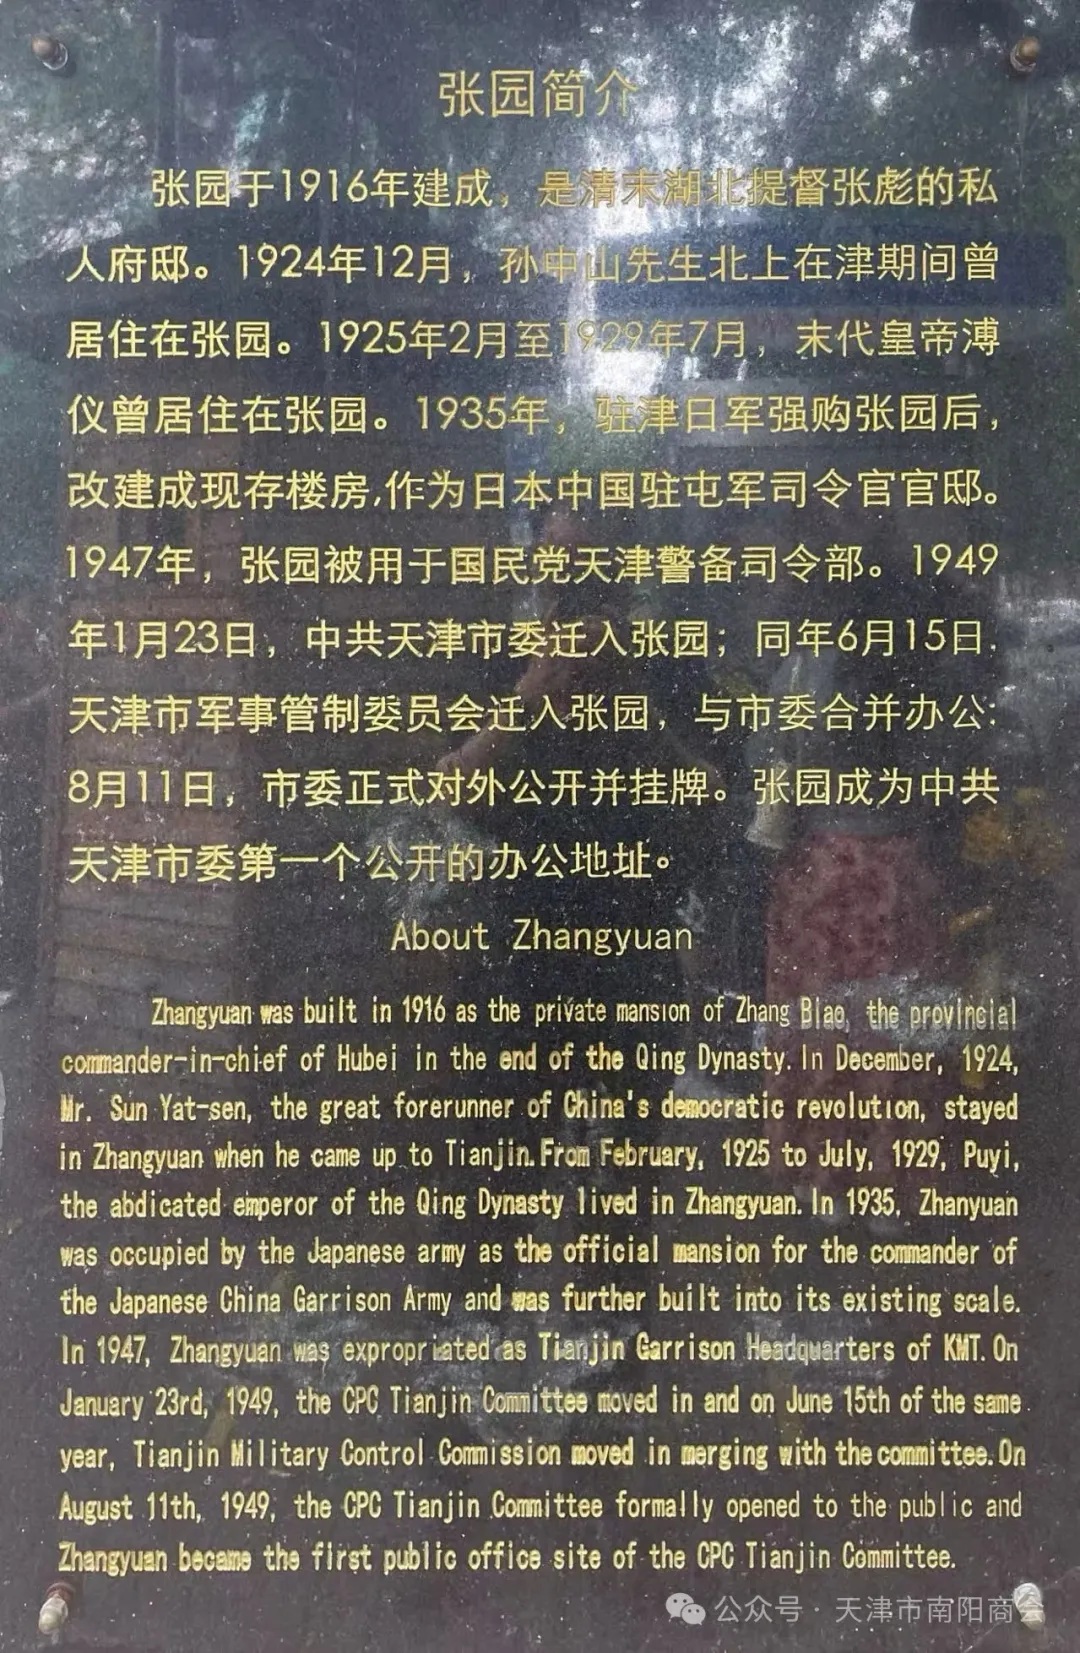 张园简介
张园于1916年建成，是清末湖北提督张彪的私
人府邸。1924年12月，孙中山先生北上在津期间曾
居住在张园。1925年2月至1929年7月，末代皇帝溥
仪曾居住在张园。1935年，驻津日军强购张园后，
改建成现存楼房,作为日本中国驻屯军司令官官邸。
1947年，张园被用于国民党天津警备司令部。1949
年1月23日，中共天津市委迁入张园；同年6月15日，
天津市军事管制委员会迁入张园，与市委合并办公；
8月11日，市委正式对外公开并挂牌。张园成为中共
天津市委第一个公开的办公地址。
About Zhangyuan
Zhangyuan was built in 1916 as the private mansion of Zhang Biao, the provincial
commander-in-chief of Hubei in the end of the Qing Dynasty. In December, 1924,
Mr. Sun Yat-sen, the great forerunner of China's democratic revolution, stayed
in Zhangyuan when he came up to Tianjin. From February, 1925 to July, 1929, Puyi,
the abdicated emperor of the Qing Dynasty lived in Zhangyuan. In 1935, Zhanyuan
was occupied by the Japanese army as the official mansion for the commander of
the Japanese China Garrison Army and was further built into its existing scale.
In 1947, Zhangyuan was expropriated as Tianjin Garrison Headquarters of KMT. On
January 23rd, 1949, the CPC Tianjin Committee moved in and on June 15th of the same
year, Tianjin Military Control Commission moved in merging with the committee. On
August 11th, 1949, the CPC Tianjin Committee formally opened to the public and
Zhangyuan became the first public office site of the CPC Tianjin Committee.
公众号·天津市南阳商会